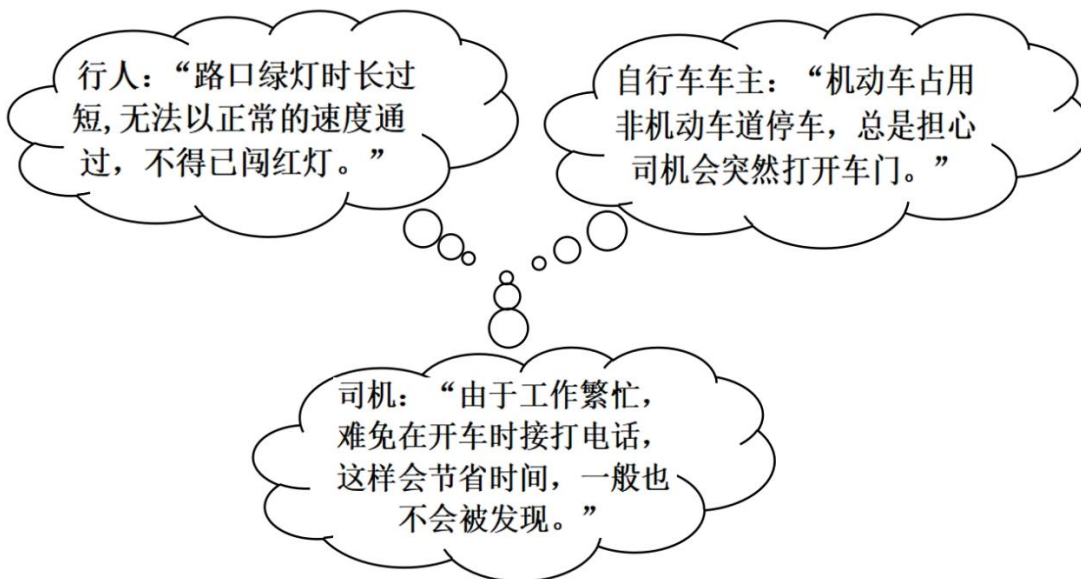 行人：“路口绿灯时长过
短,无法以正常的速度通
过，不得已闯红灯。”
自行车车主：“机动车占用
非机动车道停车，总是担心
司机会突然打开车门。”
司机：“由于工作繁忙，
难免在开车时接打电话，
这样会节省时间，一般也
不会被发现。”